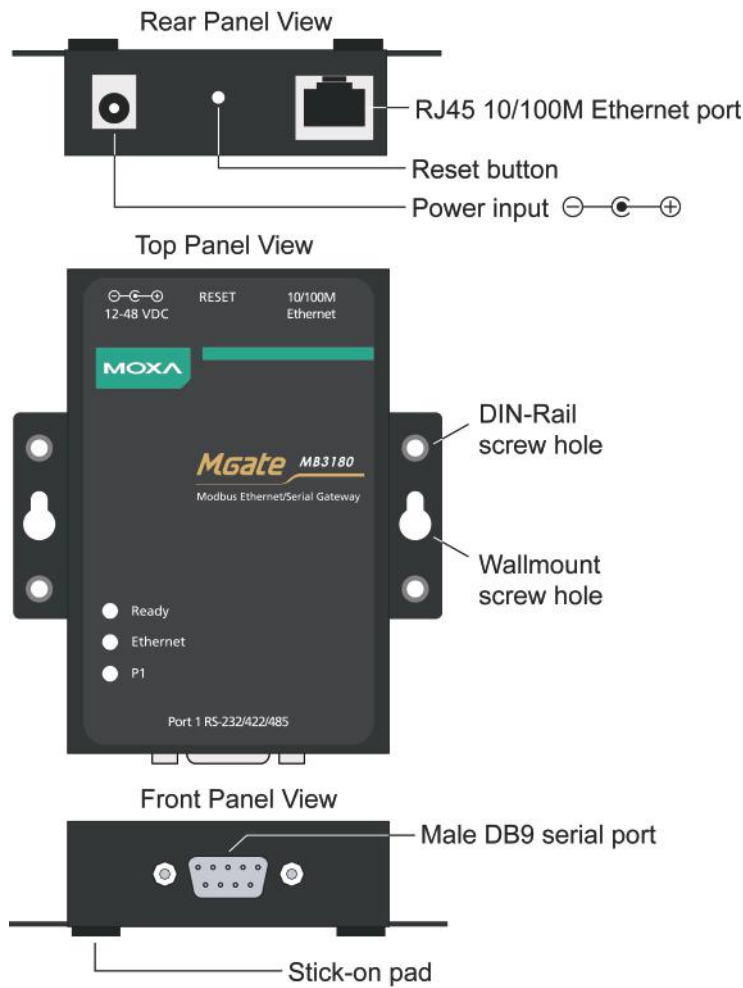 Rear Panel View
RJ45 10/100M Ethernet port
Reset button
Power input
Top Panel View
12-48 VDC
RESET
10/100M
Ethernet
MOXA
DIN-Rail
screw hole
MGate MB3180
Modbus Ethernet/Serial Gateway
Wallmount
screw hole
Ready
Ethernet
P1
Port 1 RS-232/422/485
Front Panel View
Male DB9 serial port
Stick-on pad